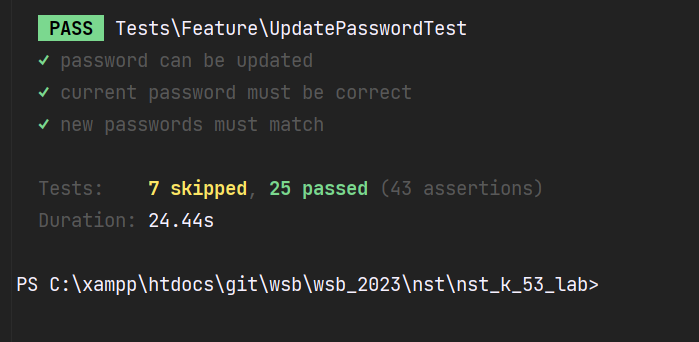 PASS Tests\Feature\UpdatePasswordTest
✓ password can be updated
✓ current password must be correct
✓ new passwords must match
Tests: 7 skipped, 25 passed (43 assertions)
Duration: 24.44s
PS C:\xampp\htdocs\git\wsb\wsb_2023\nst\nst_k_53_lab>